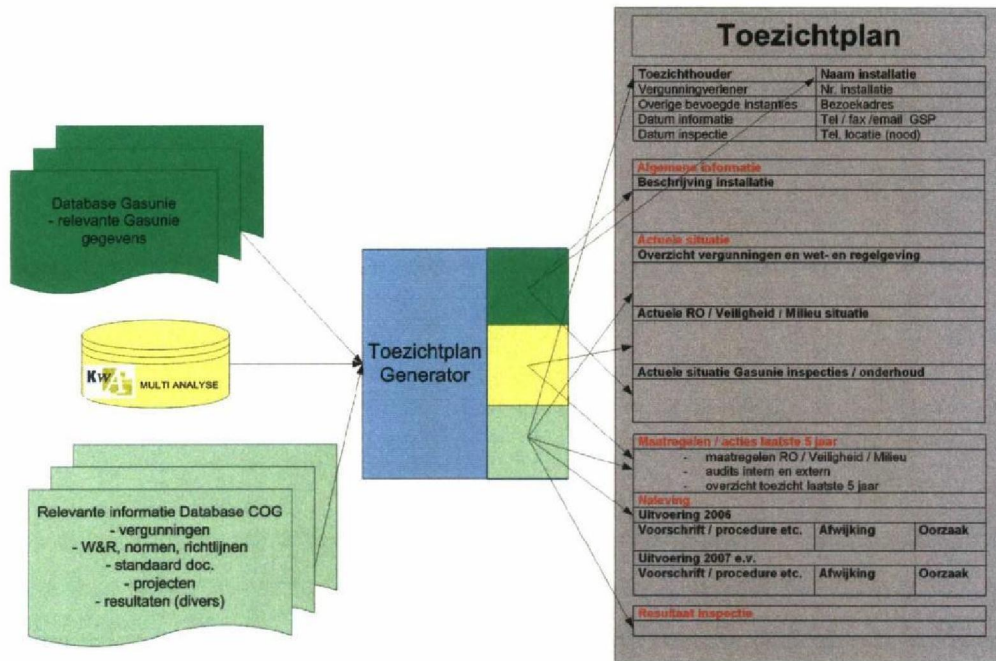 Database Gasunie
- relevante Gasunie
gegevens
KWA
MULTI ANALYSE
Relevante informatie Database COG
- vergunningen
- W&R, normen, richtlijnen
- standaard doc.
- projecten
- resultaten (divers)
Toezichtplan
Generator
Toezichtplan
Toezichthouder Naam installatie
Vergunningverlener Nr. installatie
Overige bevoegde instanties Bezoekadres
Datum informatie Tel / fax /email GSP
Datum inspectie Tel. locatie (nood)
Algemene informatie
Beschrijving installatie
Actuele situatie
Overzicht vergunningen en wet- en regelgeving
Actuele RO / Veiligheid / Milieu situatie
Actuele situatie Gasunie inspecties / onderhoud
Maatregelen / acties laatste 5 jaar
- maatregelen RO / Veiligheid / Milieu
- audits intern en extern
- overzicht toezicht laatste 5 jaar
Naleving
Uitvoering 2006
Voorschrift / procedure etc. Afwijking Oorzaak
Uitvoering 2007 e.v.
Voorschrift / procedure etc. Afwijking Oorzaak
Resultaat inspectie